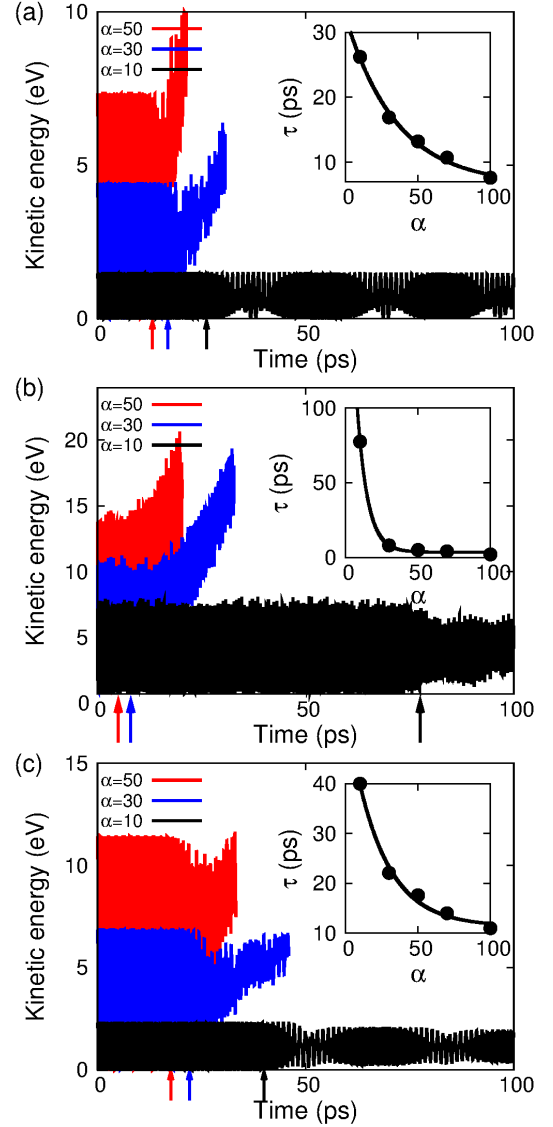 (a)
10
5
0
Kinetic energy (eV)
α=50
α=30
α=10
30
20
10
τ (ps)
0 50 100
α
50 100
Time (ps)
(b)
20
15
10
5
0
Kinetic energy (eV)
α=50
α=30
α=10
100
50
0
τ (ps)
0 50 100
α
0 50 100
Time (ps)
(c)
15
10
5
0
Kinetic energy (eV)
α=50
α=30
α=10
40
30
20
10
τ (ps)
0 50 100
α
0 50 100
Time (ps)